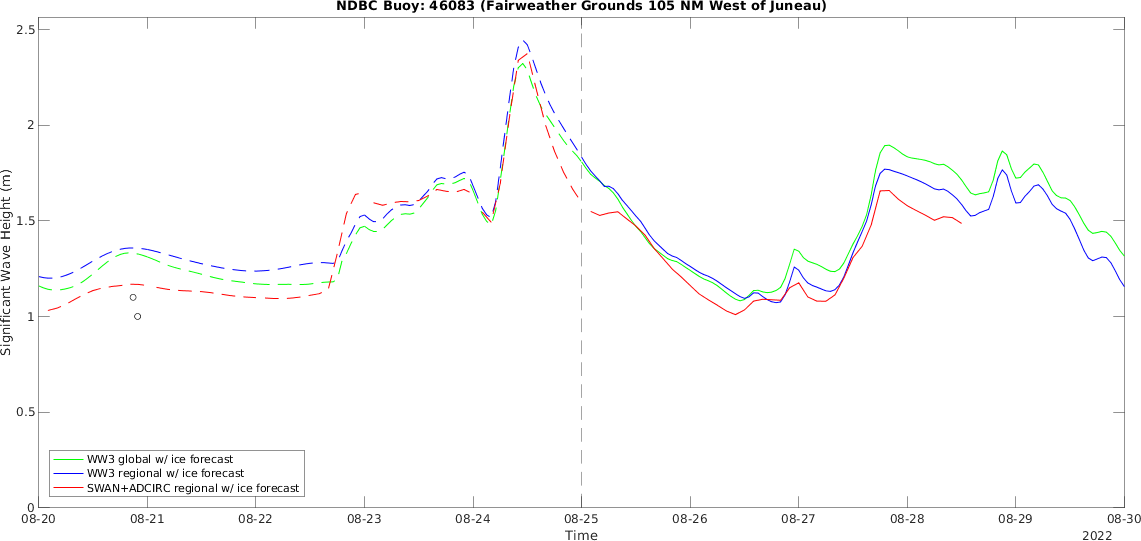 NDBC Buoy: 46083 (Fairweather Grounds 105 NM West of Juneau)
2.5
2
1.5
1
0.5
0
Significant Wave Height (m)
WW3 global w/ ice forecast
WW3 regional w/ ice forecast
SWAN+ADCIRC regional w/ ice forecast
08-20 08-21 08-22 08-23 08-24 08-25 08-26 08-27 08-28 08-29 08-30
Time
2022